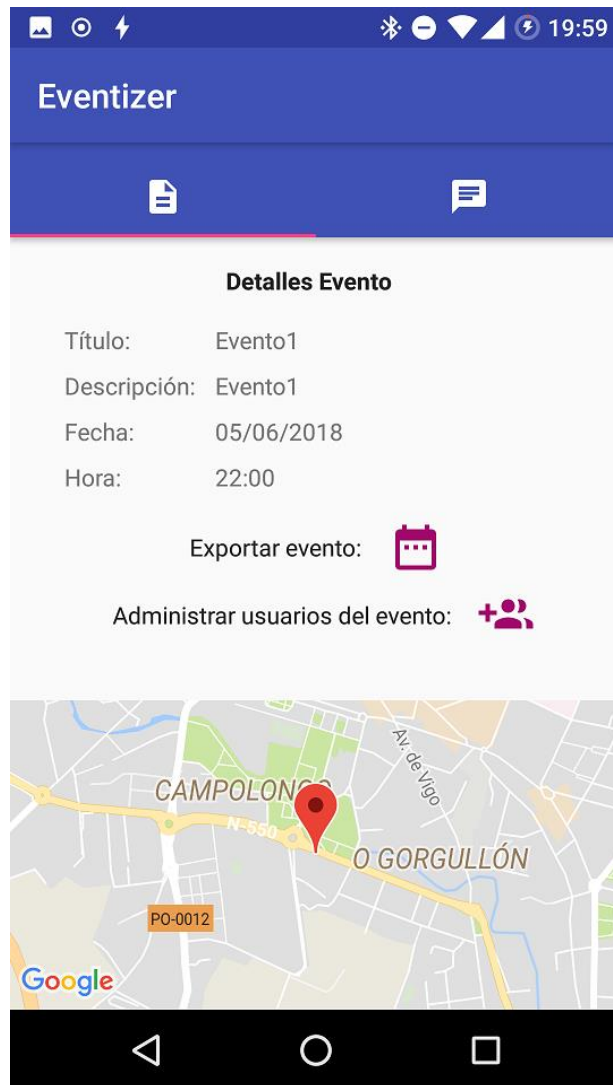 19:59
Eventizer
Detalles Evento
Título: Evento1
Descripción: Evento1
Fecha: 05/06/2018
Hora: 22:00
Exportar evento:
Administrar usuarios del evento:
Av. de Vigo
CAMPOLONGO
N-550
O GORGULLÓN
PO-0012
Google